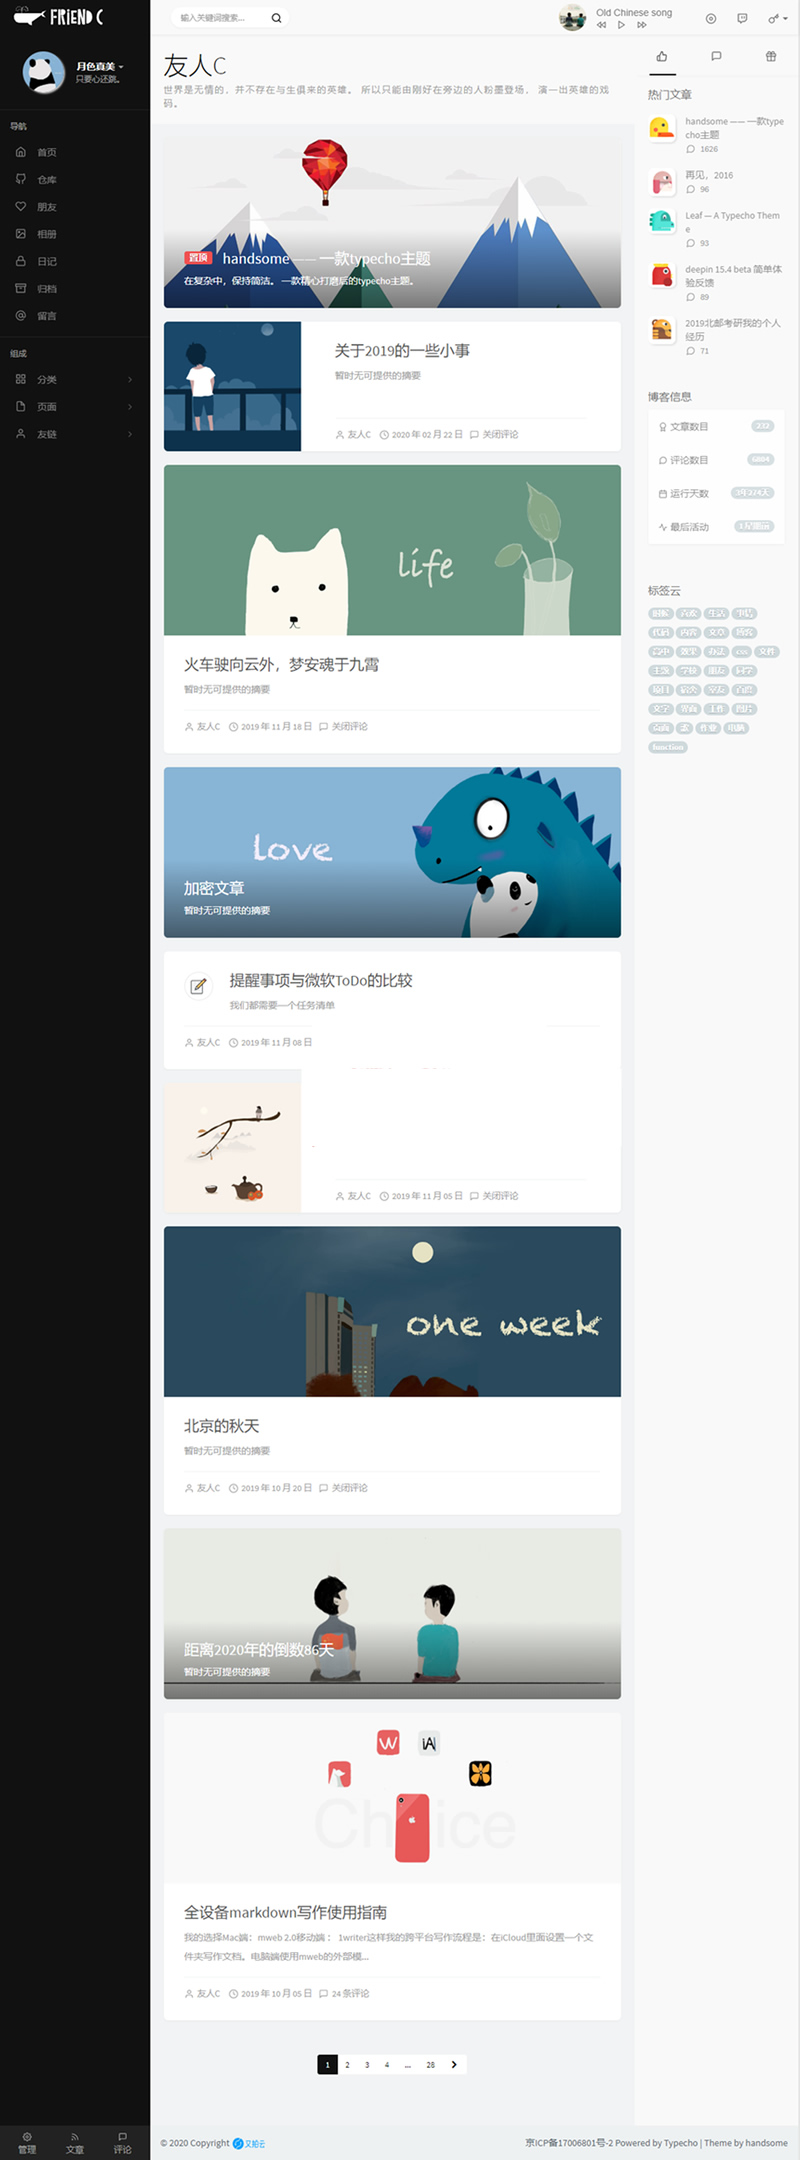 FRiEND C
月色真美
只要心还跳。
导航
首页
仓库
朋友
相册
日记
归档
留言
组成
分类
页面
友链
管理
文章
评论
输入关键词搜索...
Old Chinese song
友人C
世界是无情的，并不存在与生俱来的英雄。 所以只能由刚好在旁边的人粉墨登场， 演一出英雄的戏
码。
置顶 handsome —— 一款typecho主题
在复杂中，保持简洁。 一款精心打磨后的typecho主题。
关于2019的一些小事
暂时无可提供的摘要
友人C 2020 年 02 月 22 日 关闭评论
life
火车驶向云外，梦安魂于九霄
暂时无可提供的摘要
友人C 2019 年 11 月 18 日 关闭评论
love
加密文章
暂时无可提供的摘要
提醒事项与微软ToDo的比较
我们都需要一个任务清单
友人C 2019 年 11 月 08 日
友人C 2019 年 11 月 05 日 关闭评论
one week
北京的秋天
暂时无可提供的摘要
友人C 2019 年 10 月 20 日 关闭评论
距离2020年的倒数86天
暂时无可提供的摘要
W iA
全设备markdown写作使用指南
我的选择Mac端：mweb 2.0移动端： 1writer这样我的跨平台写作流程是：在iCloud里面设置一个文
件夹写作文档。电脑端使用mweb的外部模...
友人C 2019 年 10 月 05 日 24 条评论
1 2 3 4 ... 28
热门文章
handsome —— 一款type
cho主题
1626
再见，2016
96
Leaf — A Typecho Them
e
93
deepin 15.4 beta 简单体
验反馈
89
2019北邮考研我的个人
经历
71
博客信息
文章数目 232
评论数目
运行天数
最后活动
标签云
css 文件
function
© 2020 Copyright 又拍云
京ICP备17006801号-2 Powered by Typecho | Theme by handsome